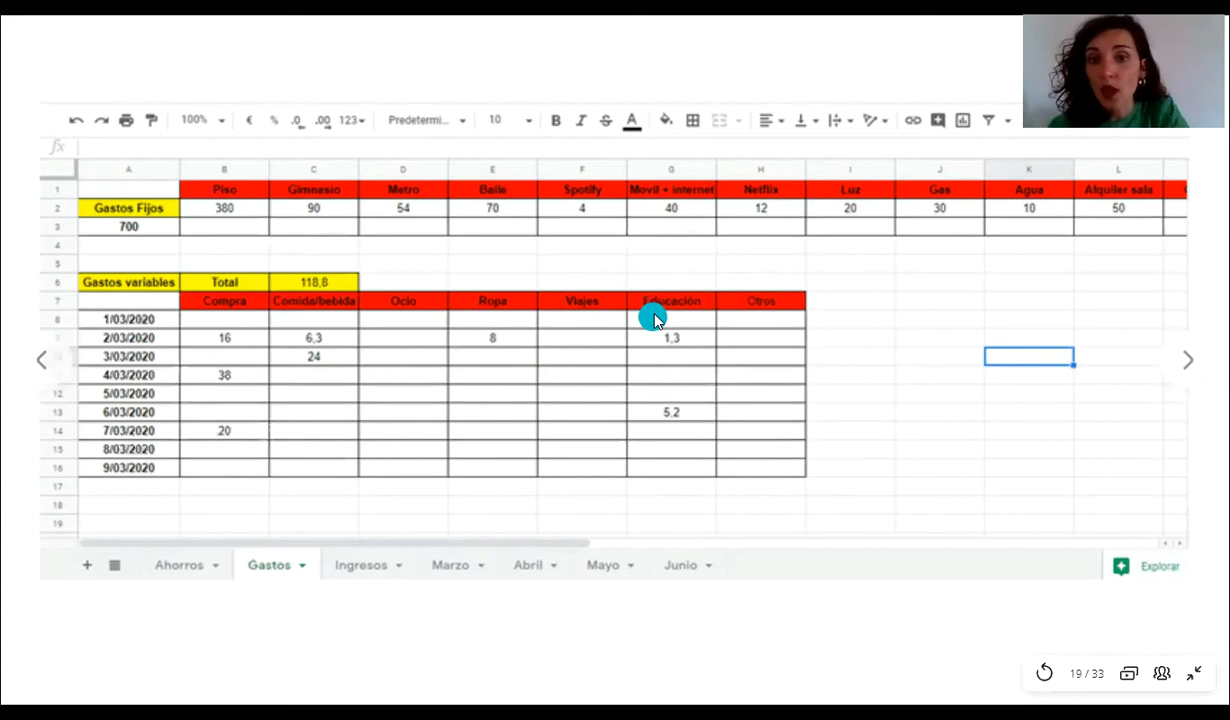 100% € % .0 .00 123 Predetermi... 10 B I S A
fx
A B C D E F G H I J K L
1 Piso Gimnasio Metro Baile Spotify Movil + internet Netflix Luz Gas Agua Alquiler sala
2 Gastos Fijos 380 90 54 70 4 40 12 20 30 10 50
3 700
4
5
6 Gastos variables Total 118,8
7 Compra Comida/bebida Ocio Ropa Viajes Educación Otros
8 1/03/2020
2/03/2020 16 6,3 8 1,3
3/03/2020 24
4/03/2020 38
12 5/03/2020
13 6/03/2020 5,2
14 7/03/2020 20
15 8/03/2020
16 9/03/2020
17
18
19
+ Ahorros Gastos Ingresos Marzo Abril Mayo Junio Explorar
19 / 33